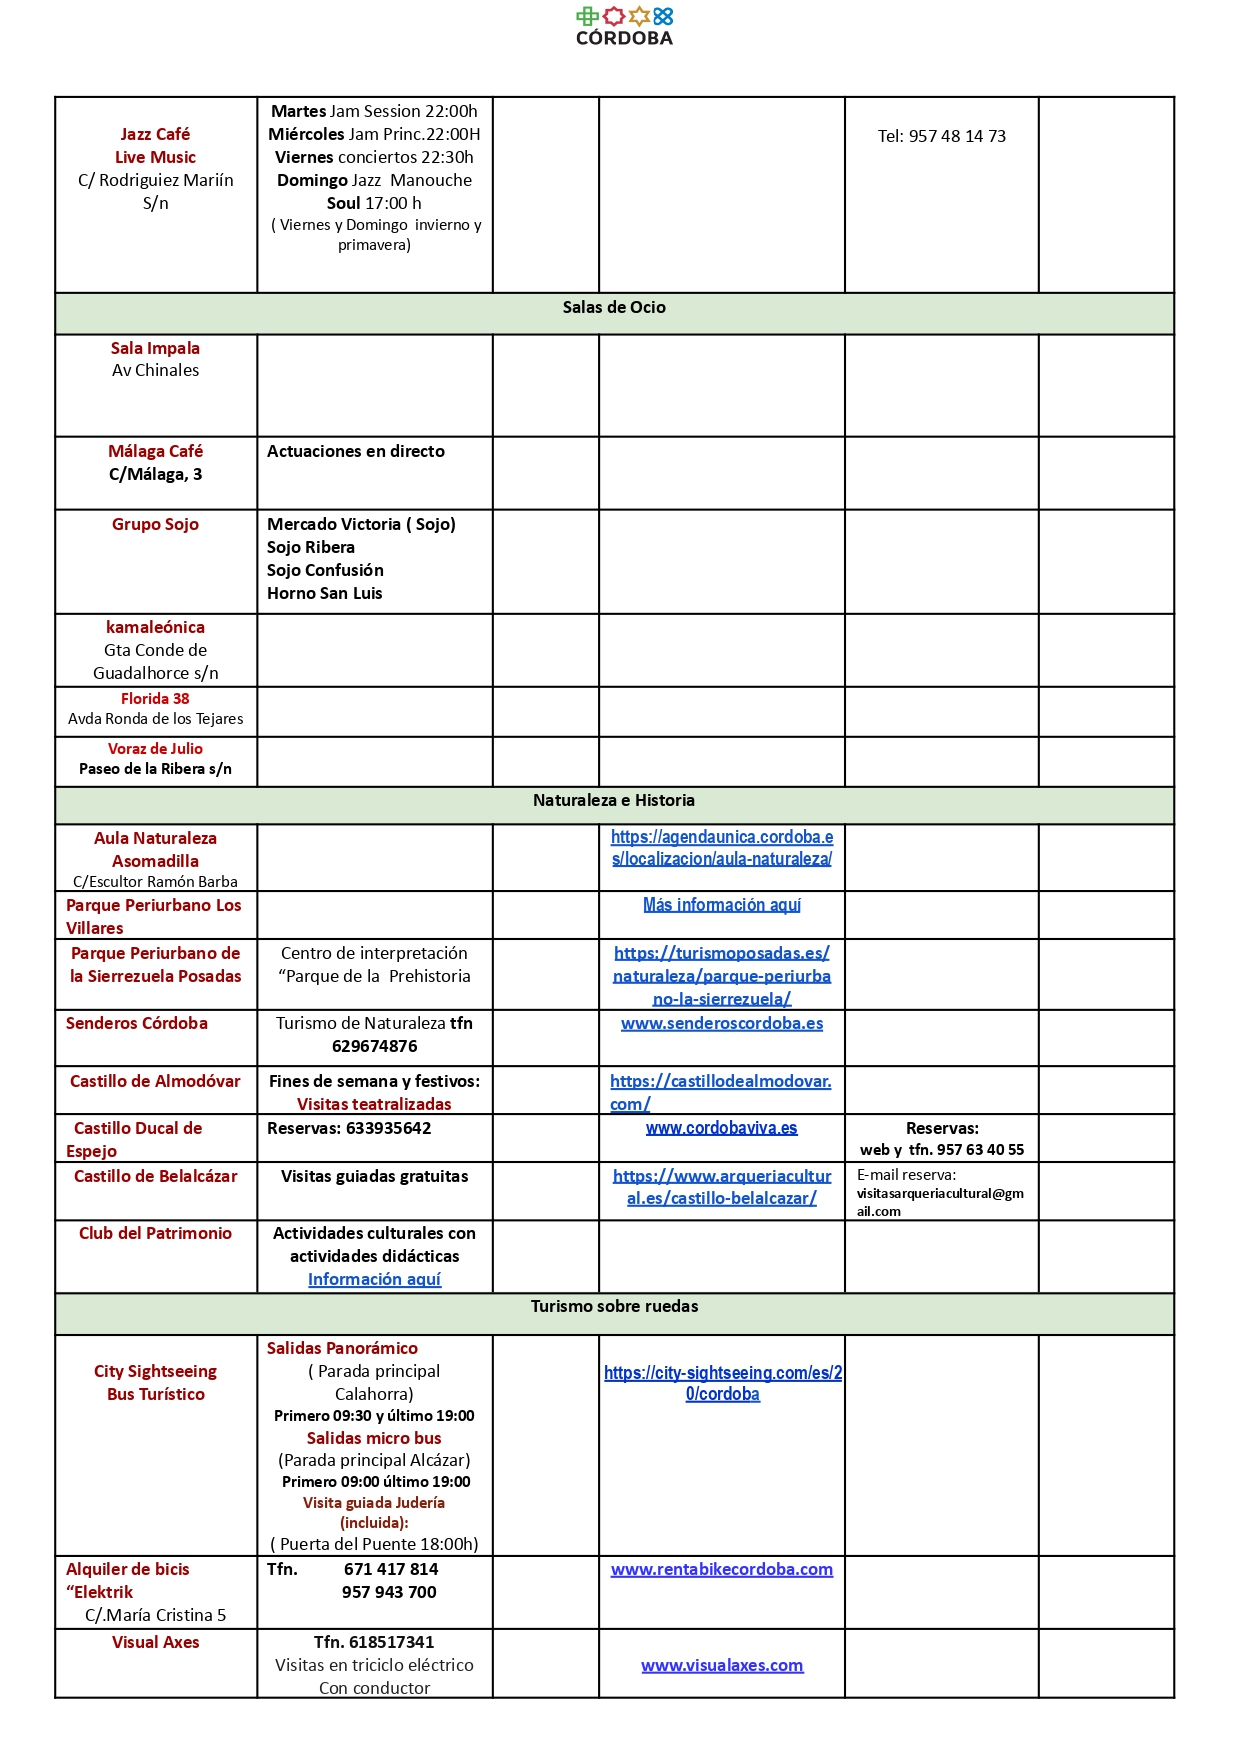 CÓRDOBA
Jazz Café
Live Music
C/ Rodriguiez Mariín
S/n
Martes Jam Session 22:00h
Miércoles Jam Princ.22:00H
Viernes conciertos 22:30h
Domingo Jazz Manouche
Soul 17:00 h
( Viernes y Domingo invierno y
primavera)
Tel: 957 48 14 73
Salas de Ocio
Sala Impala
Av Chinales
Málaga Café
C/Málaga, 3
Actuaciones en directo
Grupo Sojo
Mercado Victoria ( Sojo)
Sojo Ribera
Sojo Confusión
Horno San Luis
kamaleónica
Gta Conde de
Guadalhorce s/n
Florida 38
Avda Ronda de los Tejares
Voraz de Julio
Paseo de la Ribera s/n
Naturaleza e Historia
Aula Naturaleza
Asomadilla
C/Escultor Ramón Barba
https://agendaunica.cordoba.e
s/localizacion/aula-naturaleza/
Parque Periurbano Los
Villares
Más información aquí
Parque Periurbano de
la Sierrezuela Posadas
Centro de interpretación
“Parque de la Prehistoria
https://turismoposadas.es/
naturaleza/parque-periurba
no-la-sierrezuela/
Senderos Córdoba
Turismo de Naturaleza tfn
629674876
www.senderoscordoba.es
Castillo de Almodóvar
Fines de semana y festivos:
Visitas teatralizadas
https://castillodealmodovar.
com/
Castillo Ducal de
Espejo
Reservas: 633935642
www.cordobaviva.es
Reservas:
web y tfn. 957 63 40 55
Castillo de Belalcázar
Visitas guiadas gratuitas
https://www.arqueriacultur
al.es/castillo-belalcazar/
E-mail reserva:
visitasarqueriacultural@gm
ail.com
Club del Patrimonio
Actividades culturales con
actividades didácticas
Información aquí
Turismo sobre ruedas
City Sightseeing
Bus Turístico
Salidas Panorámico
( Parada principal
Calahorra)
Primero 09:30 y último 19:00
Salidas micro bus
(Parada principal Alcázar)
Primero 09:00 último 19:00
Visita guiada Judería
(incluida):
( Puerta del Puente 18:00h)
https://city-sightseeing.com/es/2
0/cordoba
Alquiler de bicis
“Elektrik
C/.María Cristina 5
Tfn. 671 417 814
957 943 700
www.rentabikecordoba.com
Visual Axes
Tfn. 618517341
Visitas en triciclo eléctrico
Con conductor
www.visualaxes.com